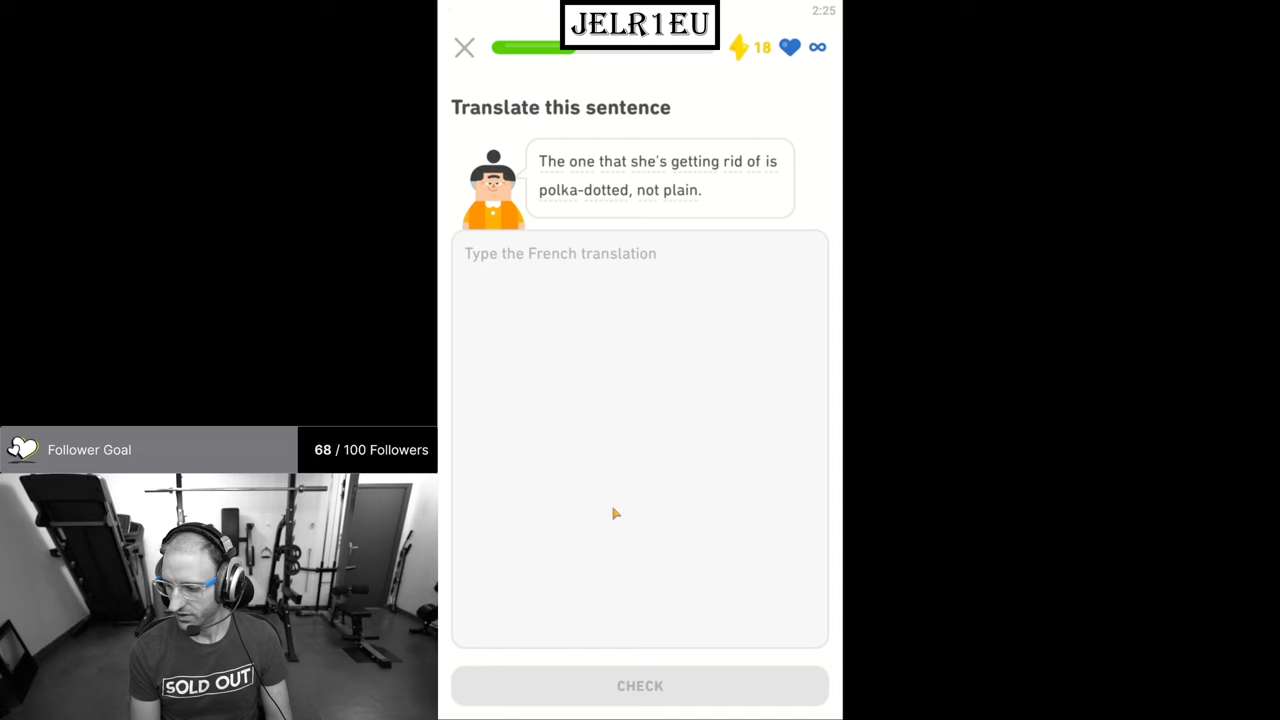 JELR1EU
2:25
18 ∞
Translate this sentence
The one that she's getting rid of is
polka-dotted, not plain.
Type the French translation
Follower Goal
68 / 100 Followers
SOLD OUT
CHECK